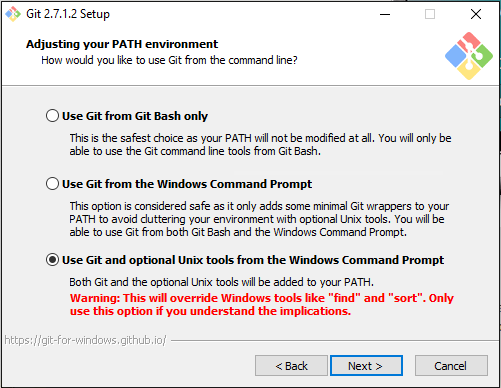 Git 2.7.1.2 Setup
Adjusting your PATH environment
How would you like to use Git from the command line?
Use Git from Git Bash only
This is the safest choice as your PATH will not be modified at all. You will only be
able to use the Git command line tools from Git Bash.
Use Git from the Windows Command Prompt
This option is considered safe as it only adds some minimal Git wrappers to your
PATH to avoid cluttering your environment with optional Unix tools. You will be
able to use Git from both Git Bash and the Windows Command Prompt.
Use Git and optional Unix tools from the Windows Command Prompt
Both Git and the optional Unix tools will be added to your PATH.
Warning: This will override Windows tools like "find" and "sort". Only
use this option if you understand the implications.
https://git-for-windows.github.io/
< Back Next > Cancel